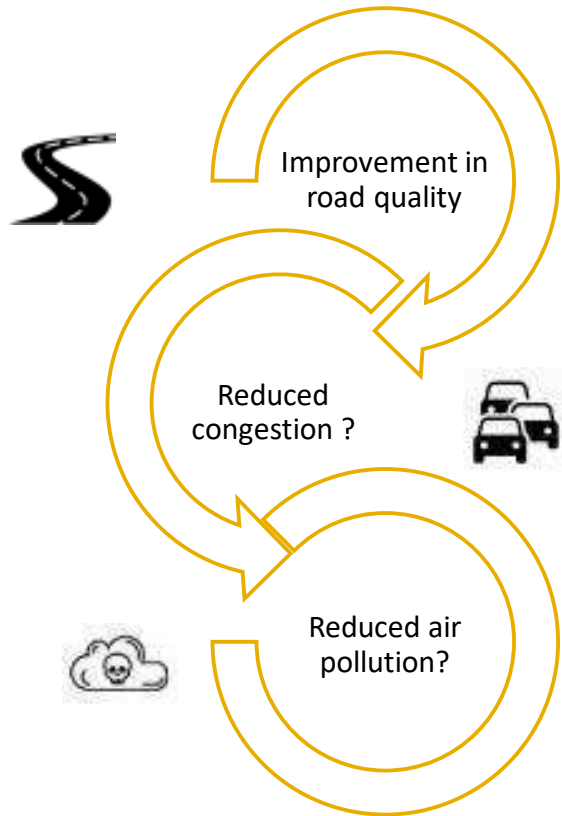 Improvement in
road quality
Reduced
congestion ?
Reduced air
pollution?